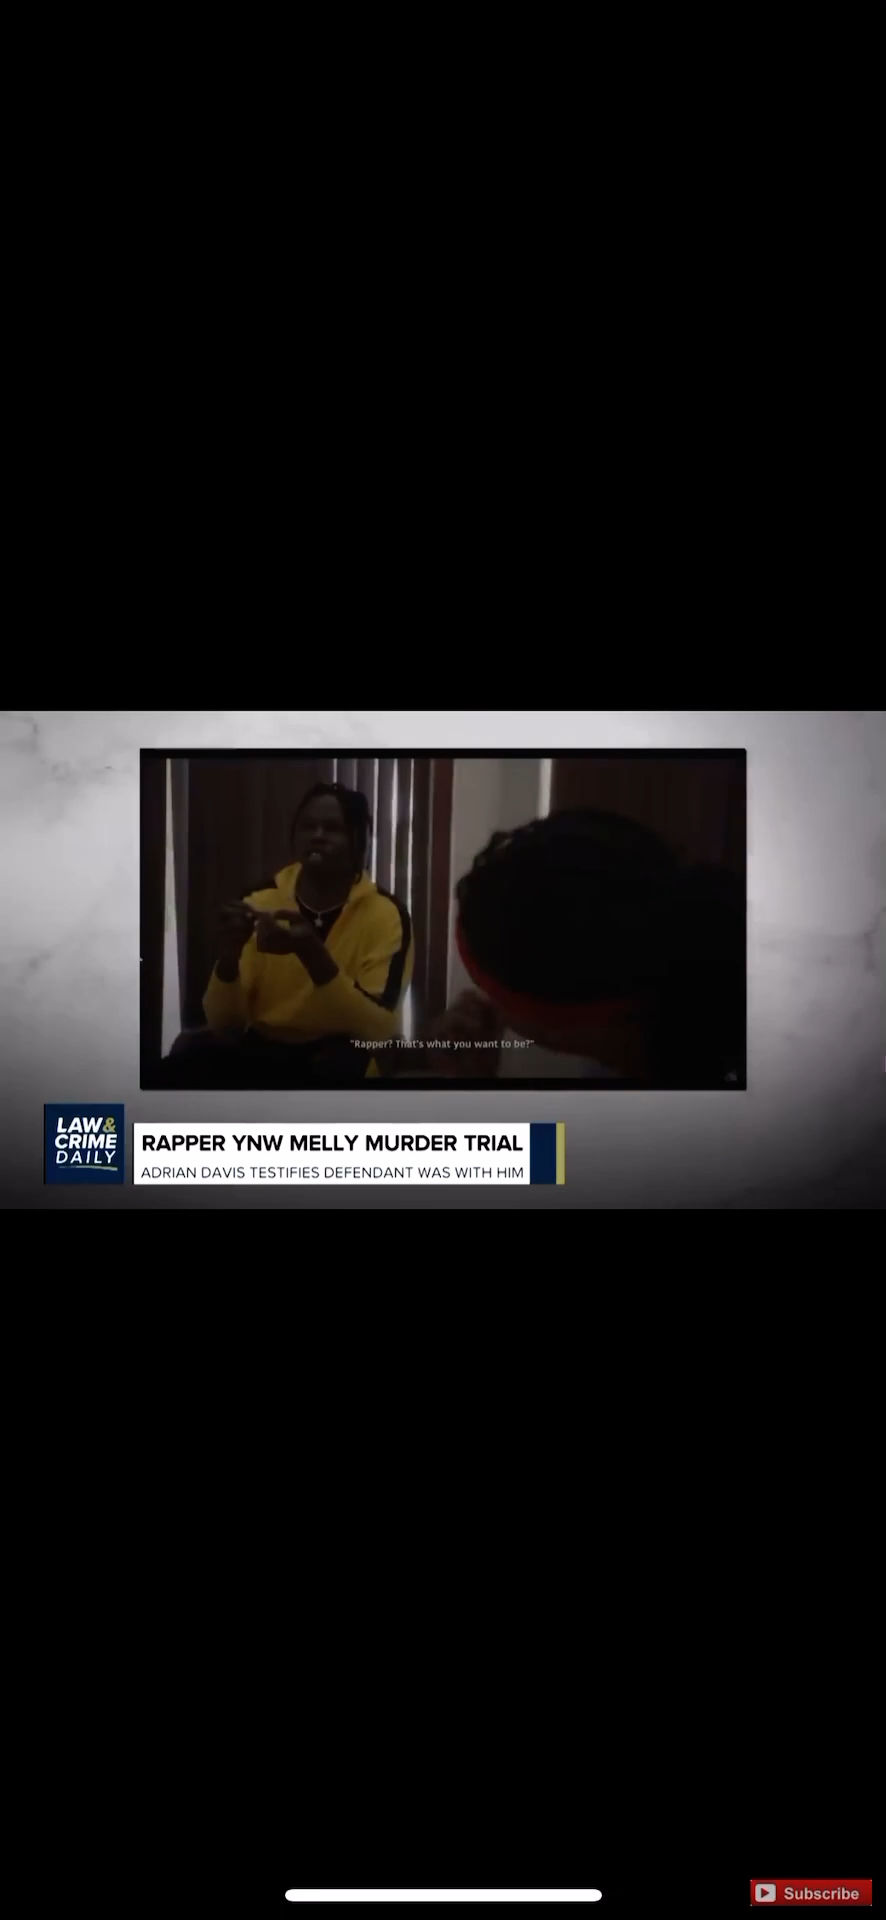 "Rapper? That's what you want to be?"
LAW&
CRIME
DAILY
RAPPER YNW MELLY MURDER TRIAL
ADRIAN DAVIS TESTIFIES DEFENDANT WAS WITH HIM
Subscribe